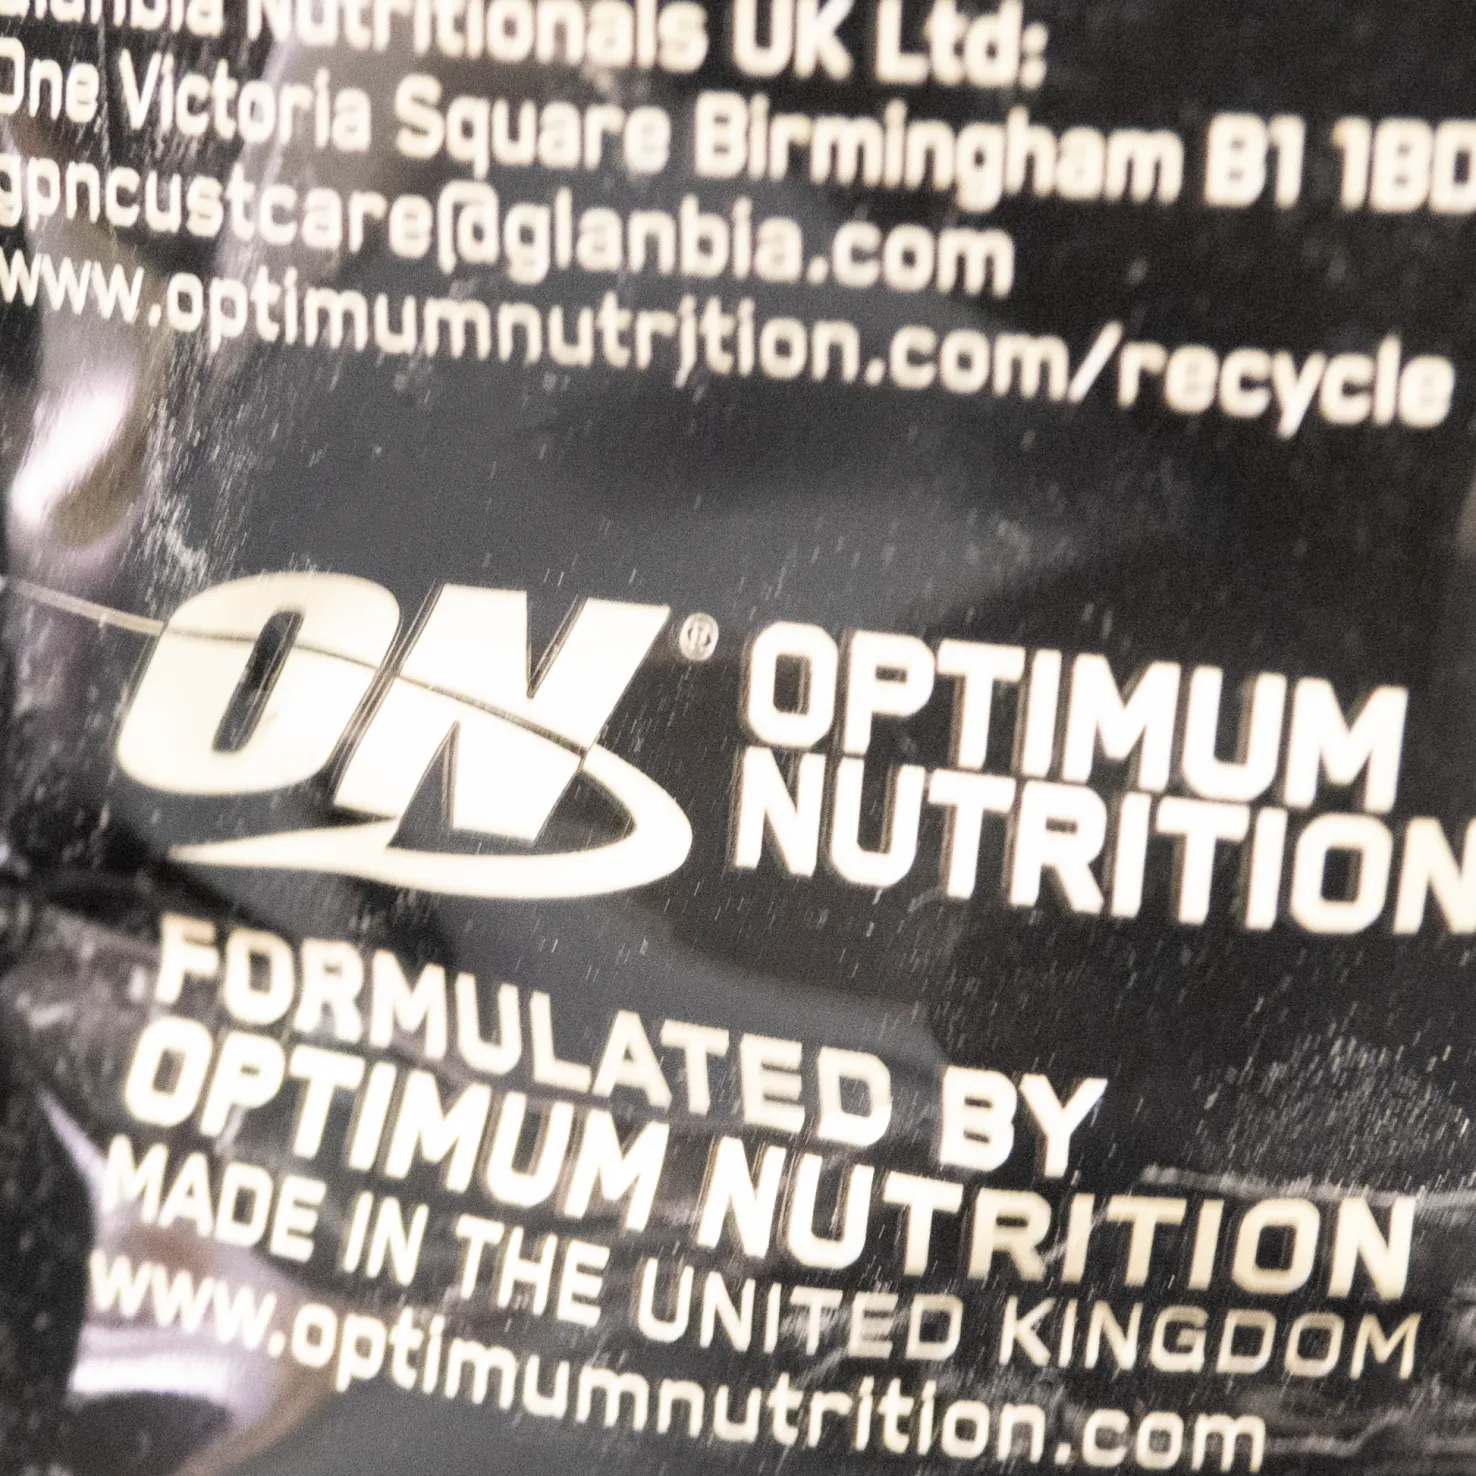 Glanbia Nutritionals UK Ltd:
One Victoria Square Birmingham B1 1BD
gpncustcare@glanbia.com
www.optimumnutrition.com/recycle
ON® OPTIMUM
NUTRITION
FORMULATED BY
OPTIMUM NUTRITION
MADE IN THE UNITED KINGDOM
www.optimumnutrition.com